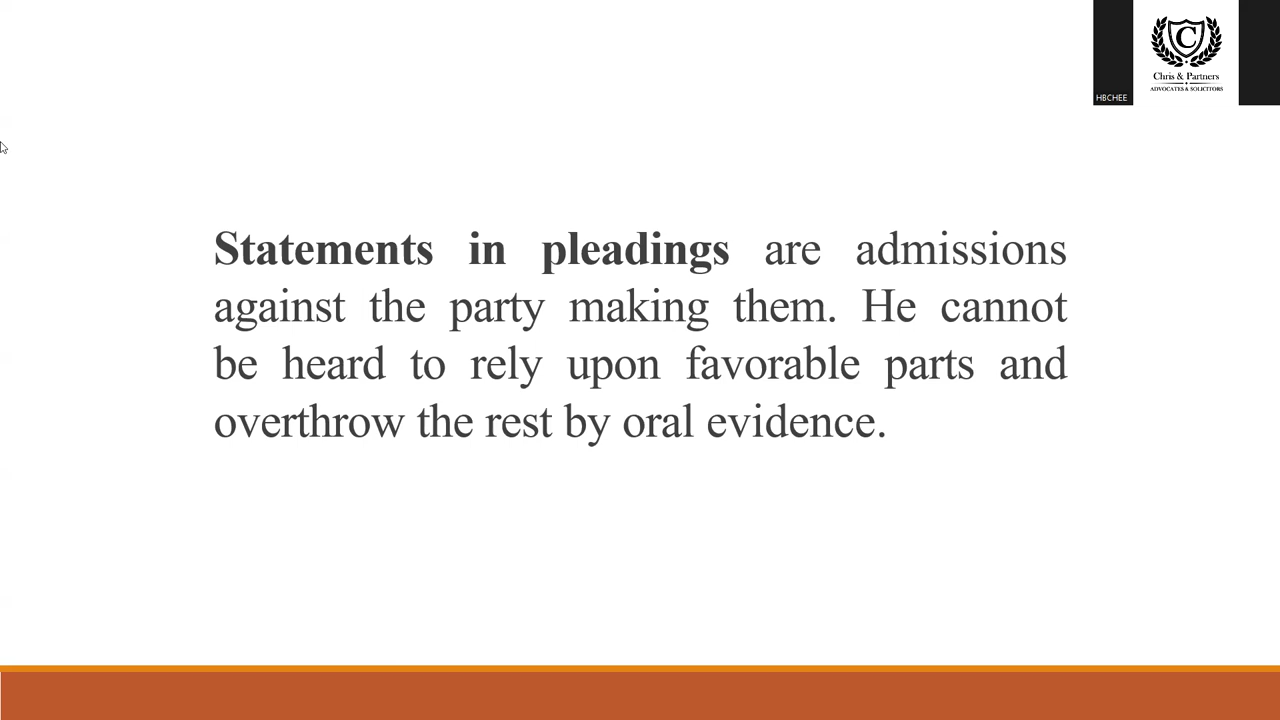 C
Chris & Partners
ADVOCATES & SOLICITORS
HBCHEE
Statements in pleadings are admissions
against the party making them. He cannot
be heard to rely upon favorable parts and
overthrow the rest by oral evidence.